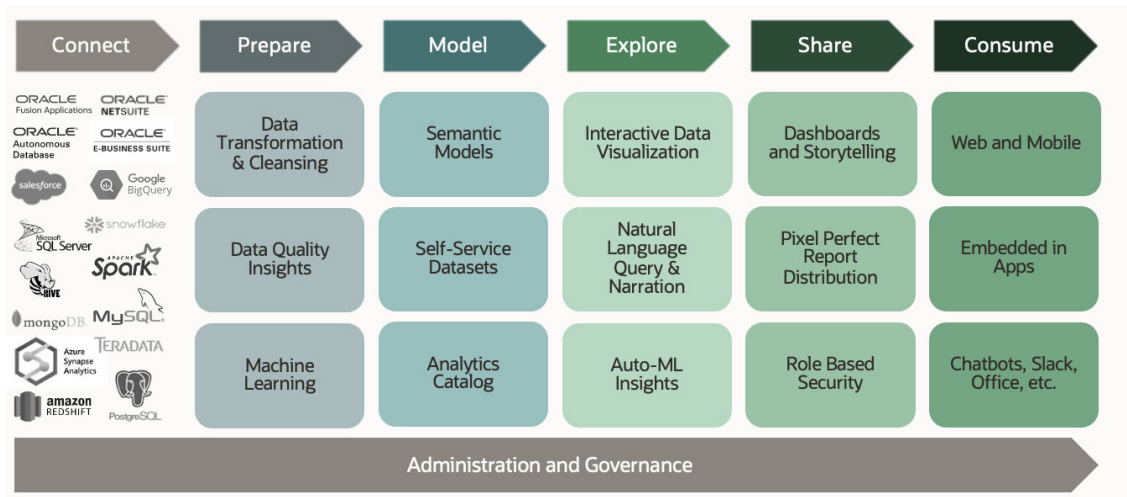 Connect
Prepare
Model
Explore
Share
Consume
ORACLE
Fusion Applications
ORACLE
NETSUITE
ORACLE
Autonomous
Database
ORACLE
E-BUSINESS SUITE
salesforce
Google
BigQuery
Microsoft
SQL Server
snowflake
HIVE
APACHE
Spark
mongoDB
MySQL
Azure
Synapse
Analytics
TERADATA
amazon
REDSHIFT
PostgreSQL
Data
Transformation
& Cleansing
Data Quality
Insights
Machine
Learning
Semantic
Models
Self-Service
Datasets
Analytics
Catalog
Interactive Data
Visualization
Natural
Language
Query &
Narration
Auto-ML
Insights
Dashboards
and Storytelling
Pixel Perfect
Report
Distribution
Role Based
Security
Web and Mobile
Embedded in
Apps
Chatbots, Slack,
Office, etc.
Administration and Governance